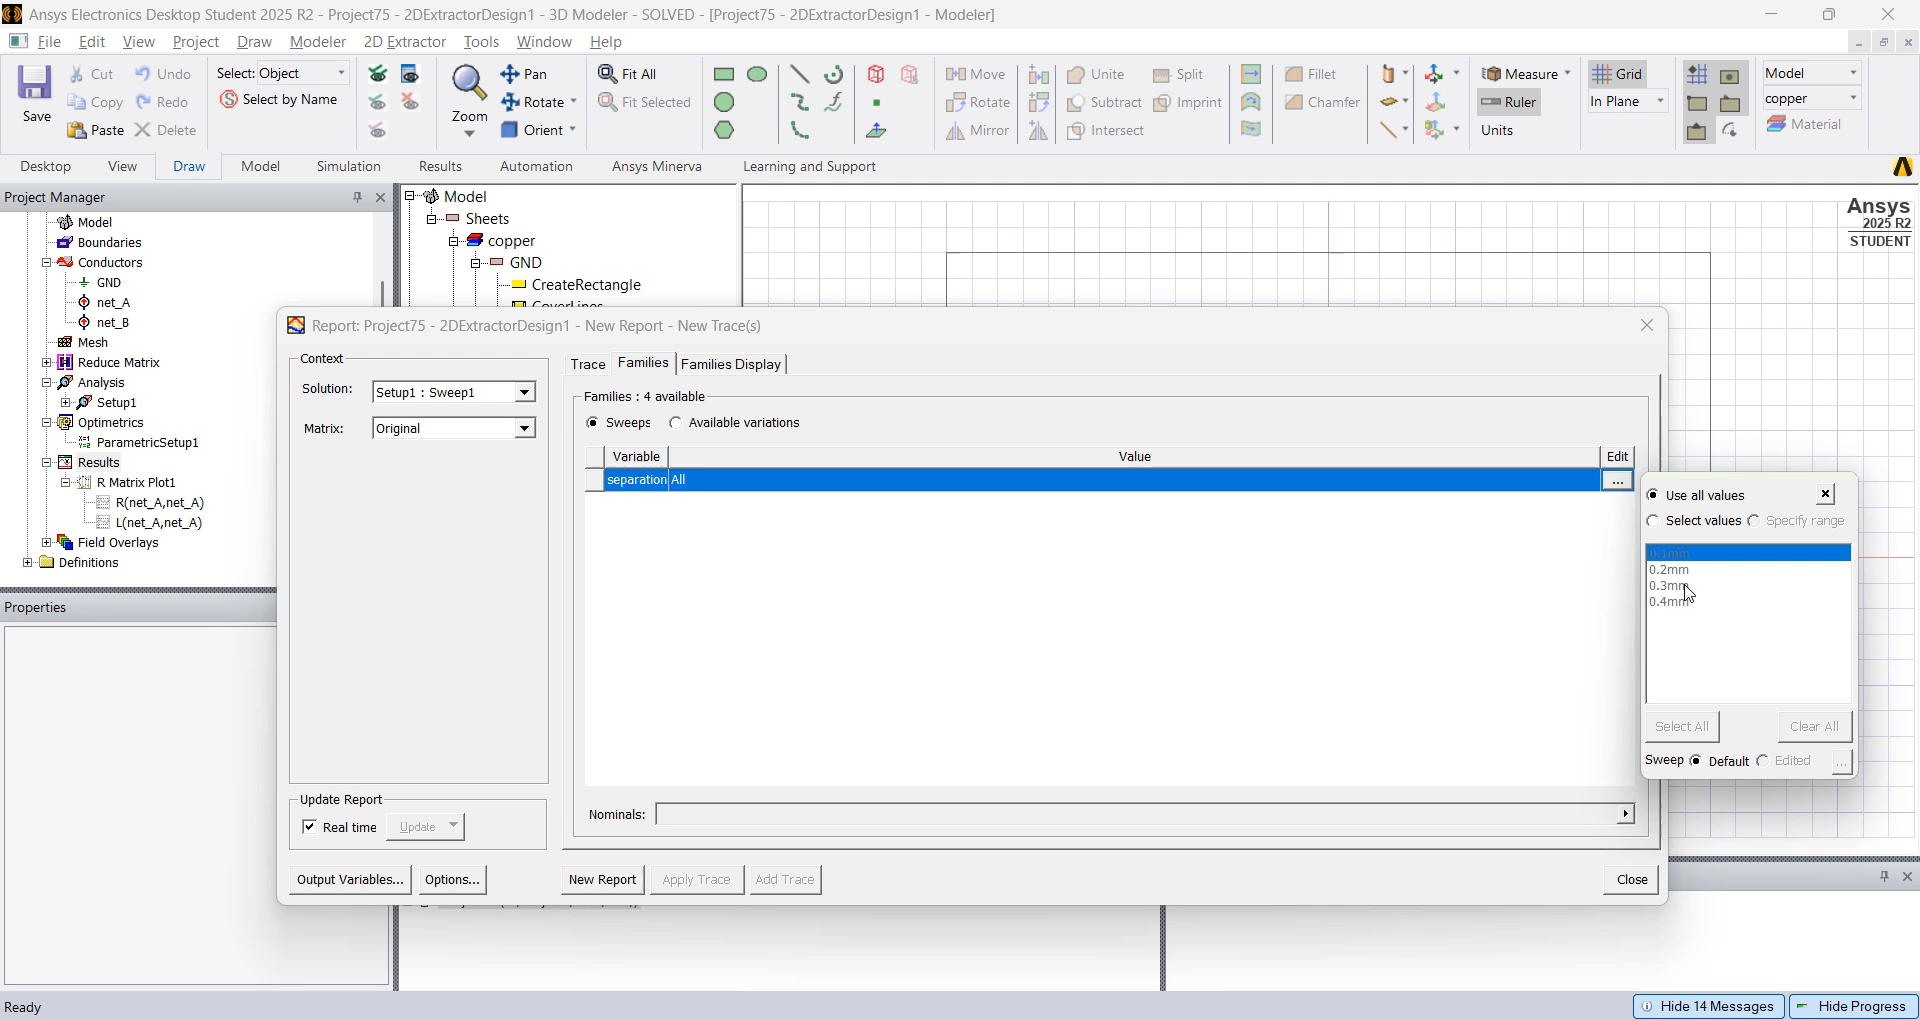 Ansys Electronics Desktop Student 2025 R2 - Project75 - 2DExtractorDesign1 - 3D Modeler - SOLVED - [Project75 - 2DExtractorDesign1 - Modeler]
File Edit View Project Draw Modeler 2D Extractor Tools Window Help
Save
Cut
Copy
Paste
Undo
Redo
Delete
Select: Object
Select by Name
Zoom
Pan
Rotate
Orient
Fit All
Fit Selected
Move
Rotate
Mirror
Unite
Subtract
Intersect
Split
Imprint
Fillet
Chamfer
Measure
Ruler
Units
Grid
In Plane
Model
copper
Material
Desktop View Draw Model Simulation Results Automation Ansys Minerva Learning and Support
Project Manager
Model
Boundaries
Conductors
GND
net_A
net_B
Mesh
Reduce Matrix
Analysis
Setup1
Optimetrics
ParametricSetup1
Results
R Matrix Plot1
R(net_A,net_A)
L(net_A,net_A)
Field Overlays
Definitions
Properties
Model
Sheets
copper
GND
CreateRectangle
CoverLines
Ansys
2025 R2
STUDENT
Report: Project75 - 2DExtractorDesign1 - New Report - New Trace(s)
Context
Solution: Setup1 : Sweep1
Matrix: Original
Update Report
Real time Update
Output Variables... Options...
Trace Families Families Display
Families : 4 available
Sweeps Available variations
Variable Value Edit
separation All ...
Nominals:
New Report Apply Trace Add Trace Close
Use all values
Select values Specify range
0.1mm
0.2mm
0.3mm
0.4mm
Select All Clear All
Sweep Default Edited ...
Ready
Hide 14 Messages Hide Progress